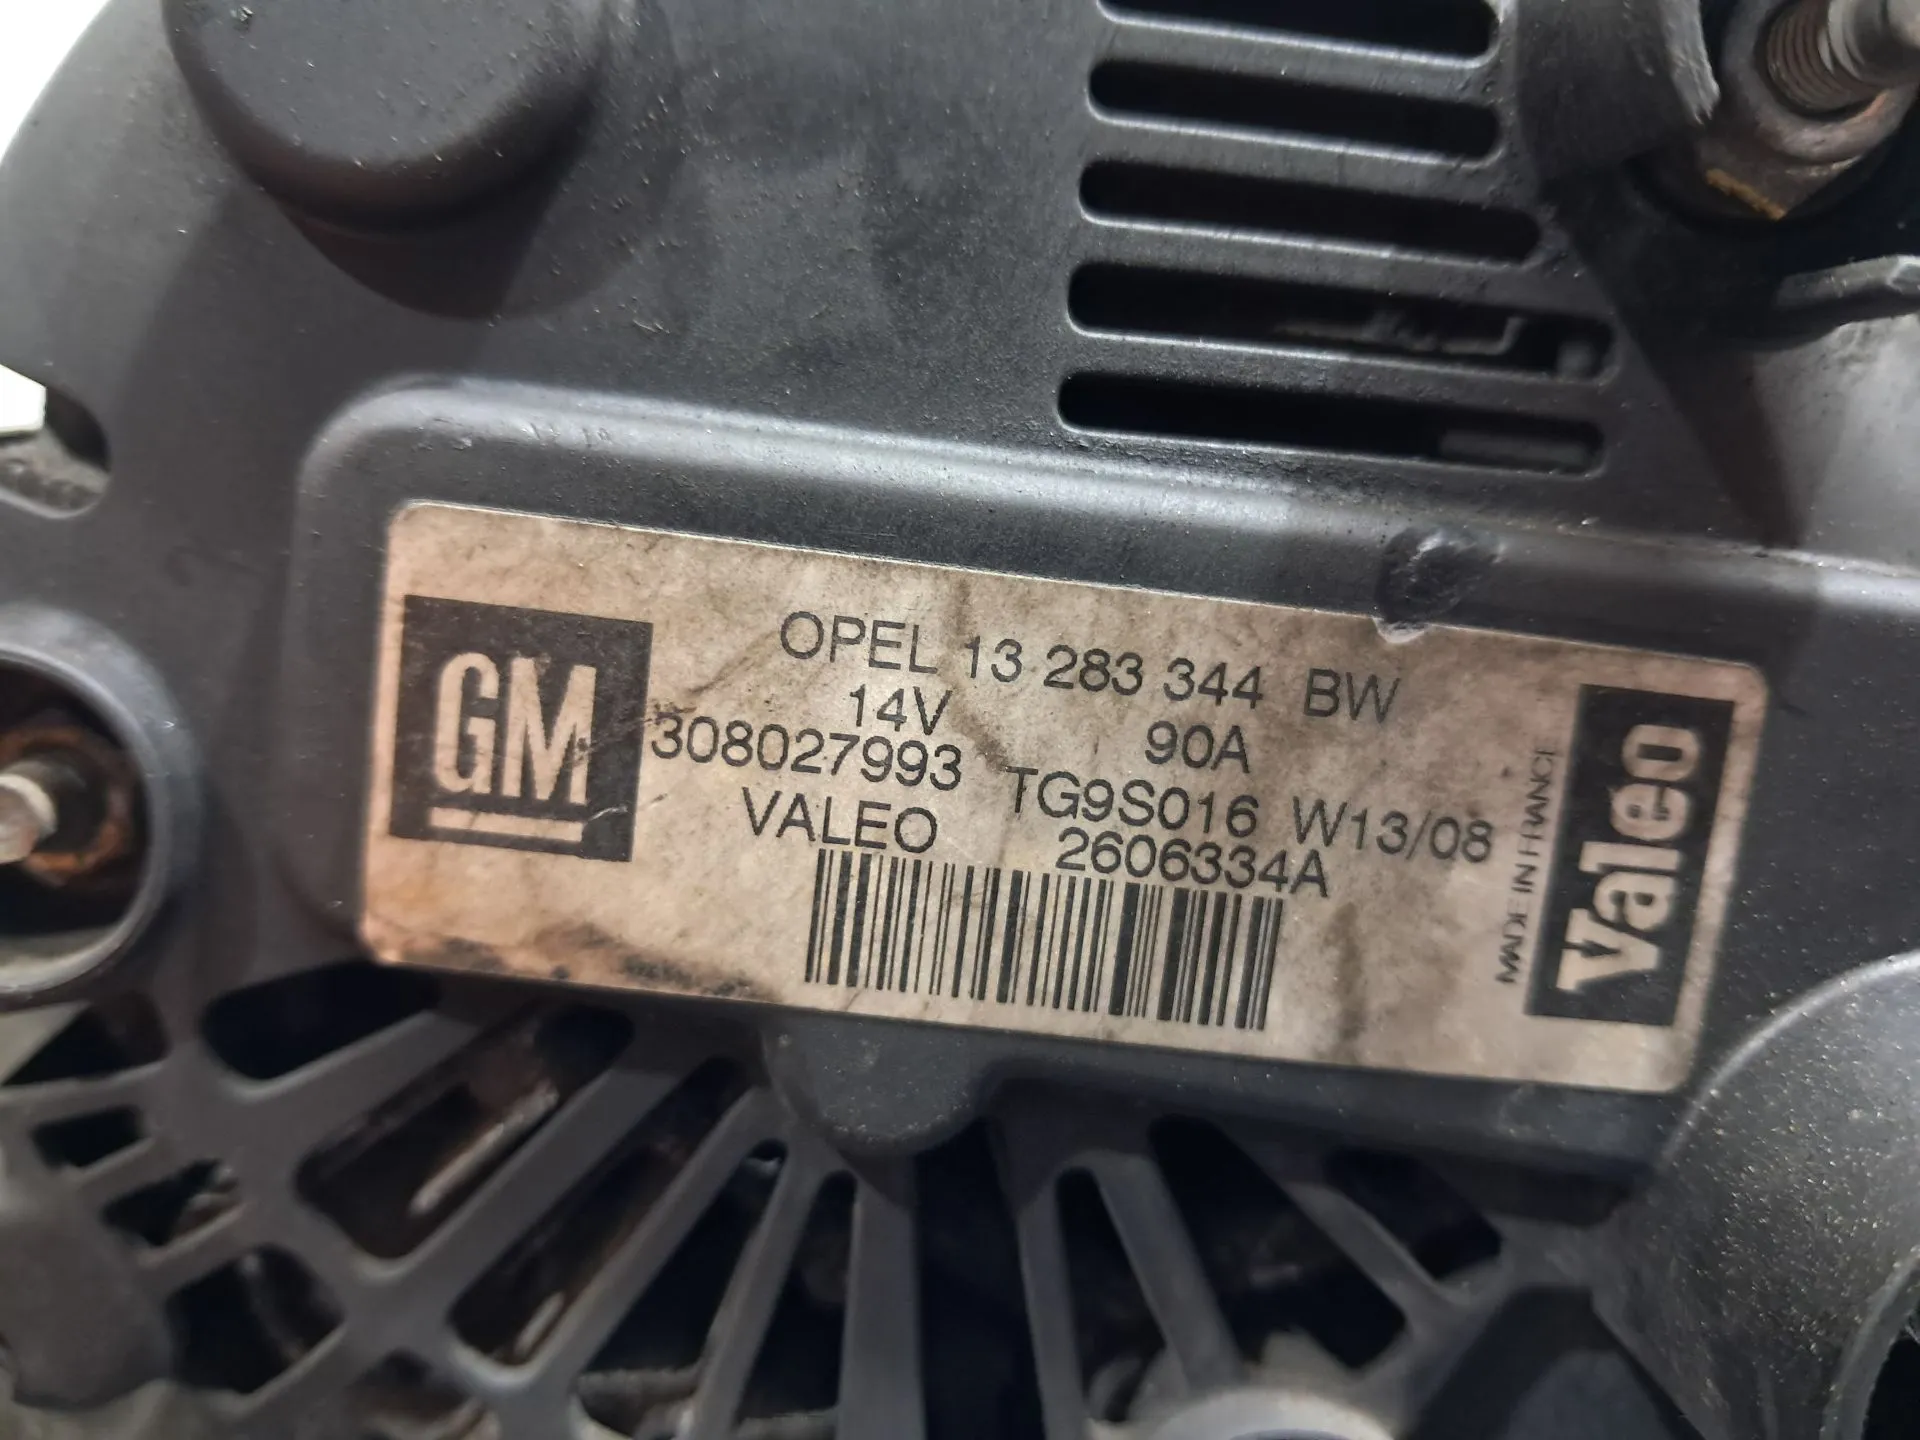 GM
OPEL 13 283 344 BW
14V 90A
308027993 TG9S016 W13/08
VALEO 2606334A
MADE IN FRANCE
Valeo